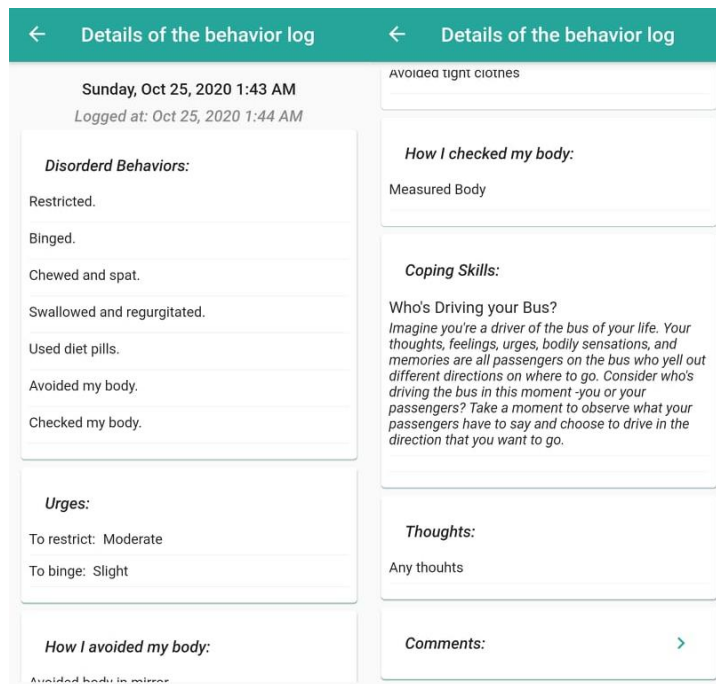 Details of the behavior log
Sunday, Oct 25, 2020 1:43 AM
Logged at: Oct 25, 2020 1:44 AM
Disorderd Behaviors:
Restricted.
Binged.
Chewed and spat.
Swallowed and regurgitated.
Used diet pills.
Avoided my body.
Checked my body.
Urges:
To restrict: Moderate
To binge: Slight
How I avoided my body:
Avoided body in mirror
Details of the behavior log
Avoided tight clothes
How I checked my body:
Measured Body
Coping Skills:
Who's Driving your Bus?
Imagine you're a driver of the bus of your life. Your
thoughts, feelings, urges, bodily sensations, and
memories are all passengers on the bus who yell out
different directions on where to go. Consider who's
driving the bus in this moment -you or your
passengers? Take a moment to observe what your
passengers have to say and choose to drive in the
direction that you want to go.
Thoughts:
Any thouhts
Comments: